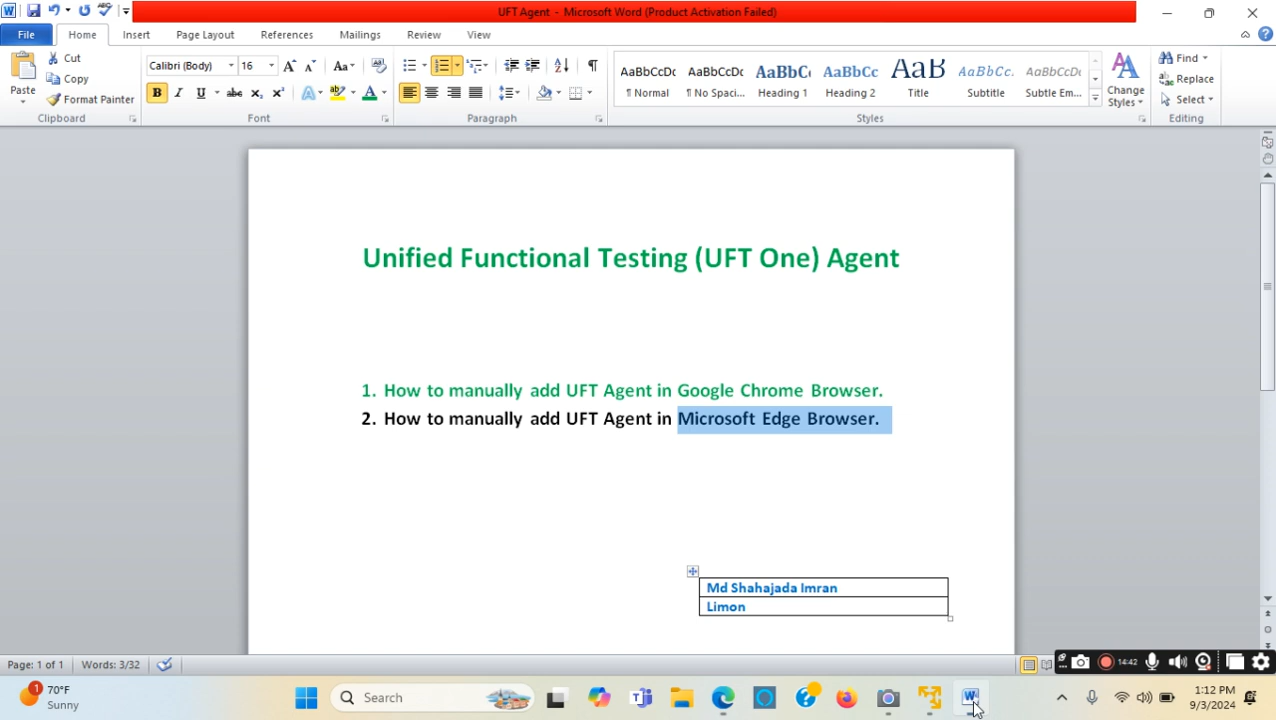 UFT Agent - Microsoft Word (Product Activation Failed)
File Home Insert Page Layout References Mailings Review View
Paste Cut Copy Format Painter
Calibri (Body) 16
AaBbCcDc AaBbCcDc AaBbCc AaBbCc AaB AaBbCc. AaBbCcDc
¶ Normal ¶ No Spaci... Heading 1 Heading 2 Title Subtitle Subtle Em...
Change Styles
Find Replace Select
Clipboard Font Paragraph Styles Editing
Unified Functional Testing (UFT One) Agent
1. How to manually add UFT Agent in Google Chrome Browser.
2. How to manually add UFT Agent in Microsoft Edge Browser.
Md Shahajada Imran
Limon
Page: 1 of 1 Words: 3/32
14:42
1 70°F
Sunny
Search
1:12 PM
9/3/2024